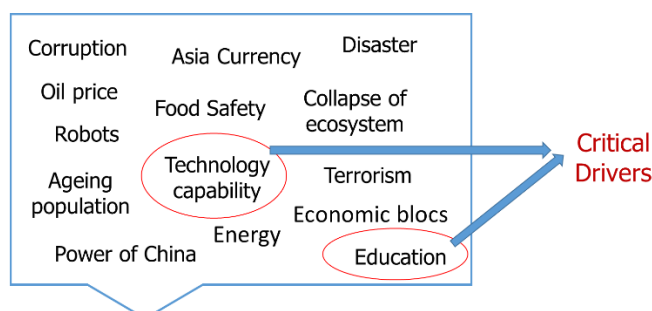 Corruption
Asia Currency
Disaster
Oil price
Food Safety
Collapse of
ecosystem
Robots
Technology
capability
Critical
Drivers
Ageing
population
Terrorism
Economic blocs
Energy
Power of China
Education